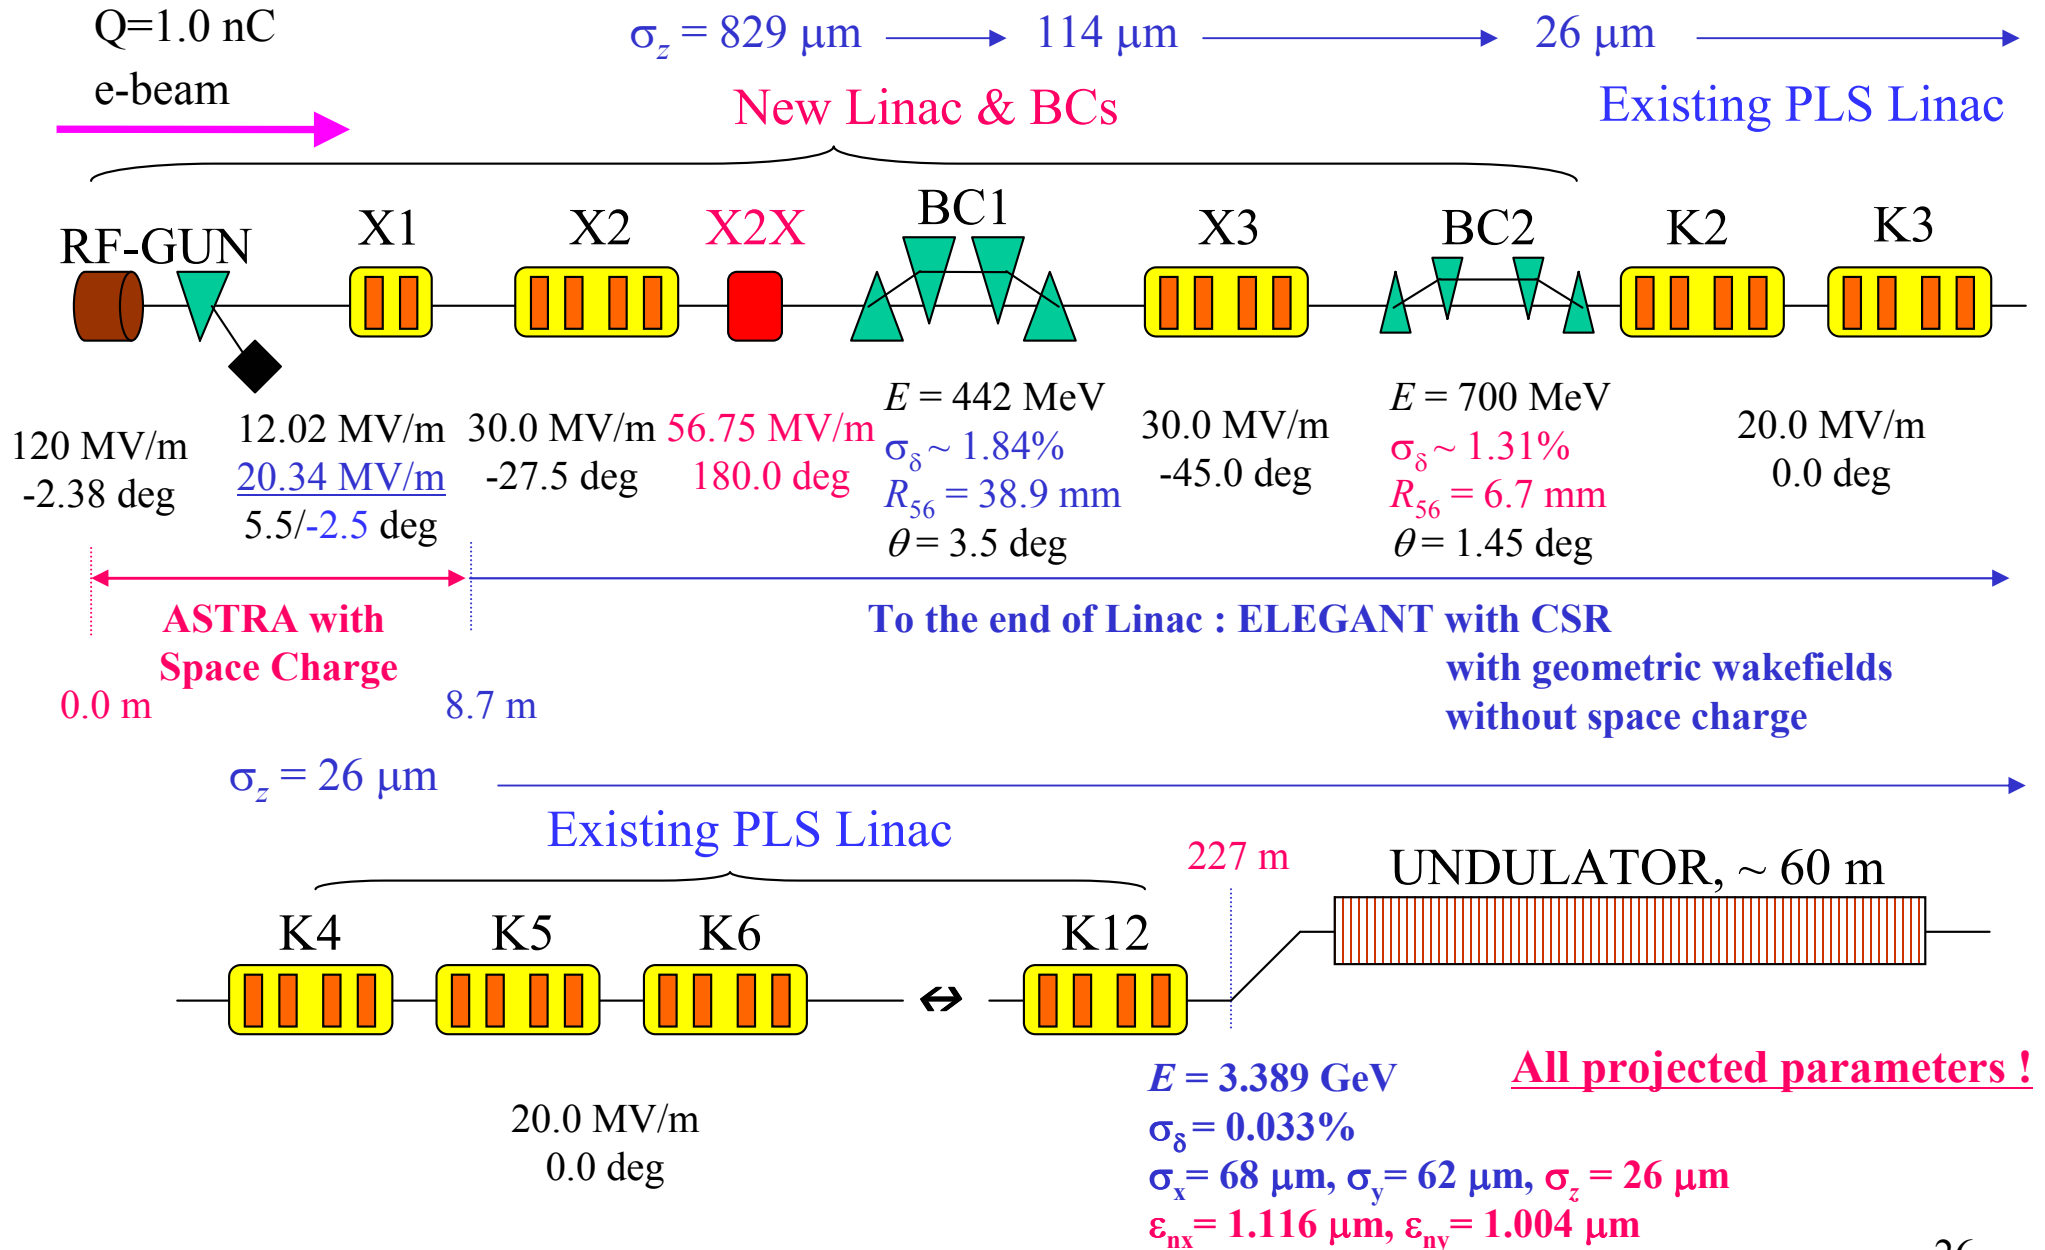 Q=1.0 nC
e-beam
σz = 829 μm
114 μm
26 μm
New Linac & BCs
Existing PLS Linac
RF-GUN
X1
X2
X2X
BC1
X3
BC2
K2
K3
120 MV/m
-2.38 deg
12.02 MV/m
20.34 MV/m
5.5/-2.5 deg
30.0 MV/m
-27.5 deg
56.75 MV/m
180.0 deg
E = 442 MeV
σδ ~ 1.84%
R56 = 38.9 mm
θ = 3.5 deg
30.0 MV/m
-45.0 deg
E = 700 MeV
σδ ~ 1.31%
R56 = 6.7 mm
θ = 1.45 deg
20.0 MV/m
0.0 deg
ASTRA with
Space Charge
0.0 m
8.7 m
To the end of Linac : ELEGANT with CSR
with geometric wakefields
without space charge
σz = 26 μm
Existing PLS Linac
227 m
UNDULATOR, ~ 60 m
K4
K5
K6
K12
20.0 MV/m
0.0 deg
E = 3.389 GeV
σδ = 0.033%
σx= 68 μm, σy= 62 μm, σz = 26 μm
εnx= 1.116 μm, εny= 1.004 μm
All projected parameters !